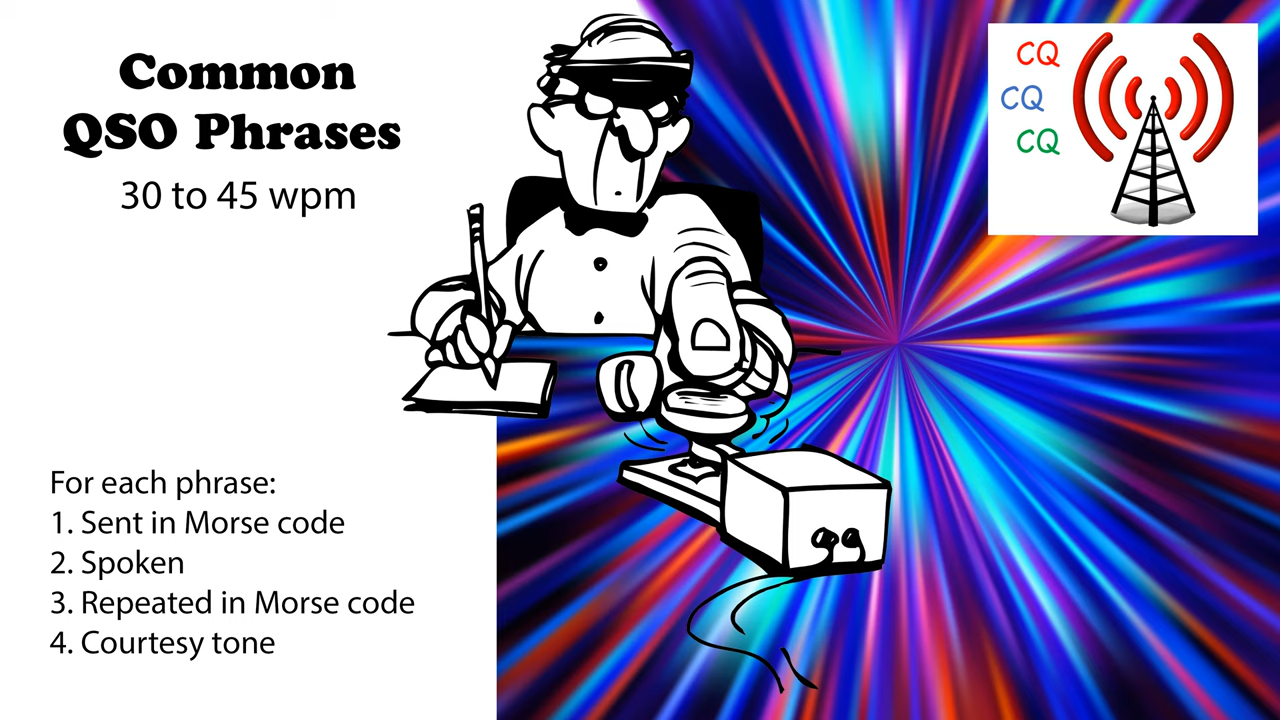 Common
QSO Phrases
30 to 45 wpm
CQ
CQ
CQ
For each phrase:
1. Sent in Morse code
2. Spoken
3. Repeated in Morse code
4. Courtesy tone